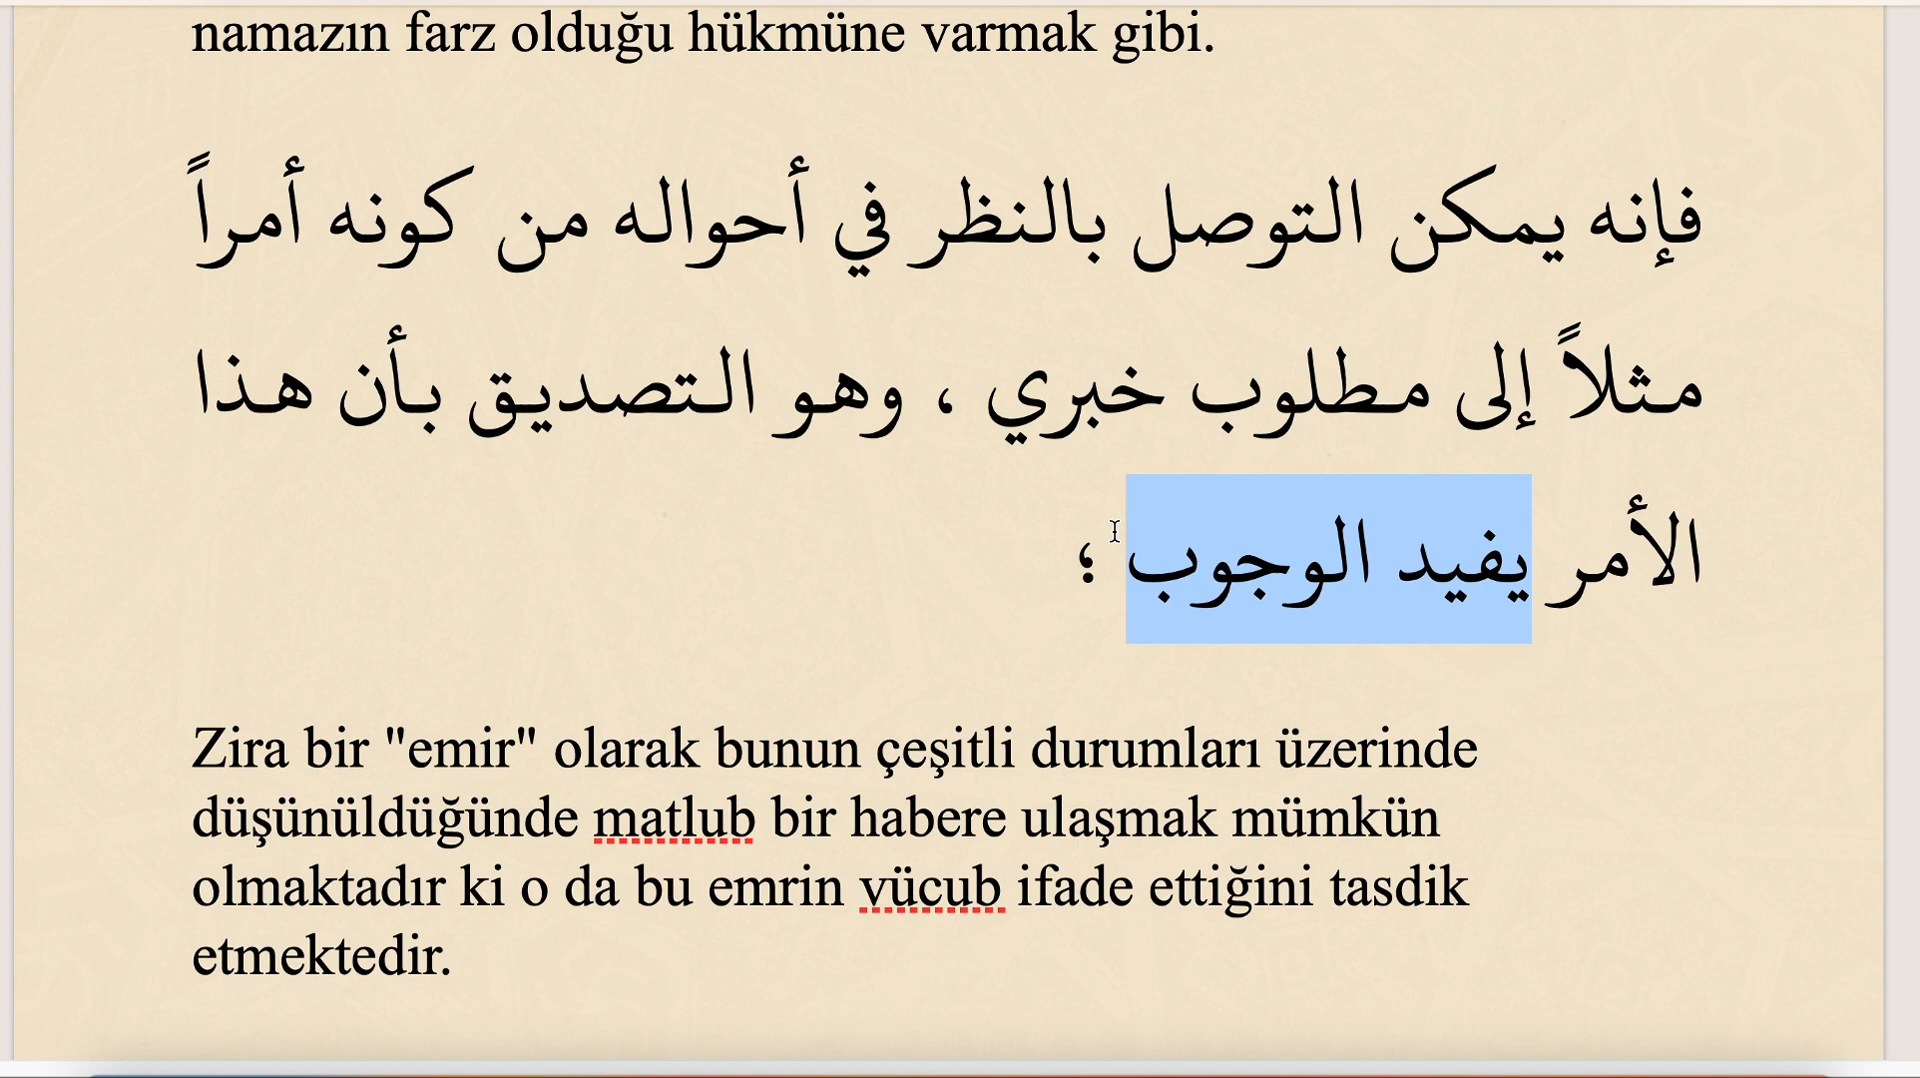 namazın farz olduğu hükmüne varmak gibi.
فإنه يمكن التوصل بالنظر في أحواله من كونه أمراً
مثلاً إلى مطلوب خبري ، وهو التصديق بأن هذا
الأمر يفيد الوجوب ؛
Zira bir "emir" olarak bunun çeşitli durumları üzerinde
düşünüldüğünde matlub bir habere ulaşmak mümkün
olmaktadır ki o da bu emrin vücub ifade ettiğini tasdik
etmektedir.